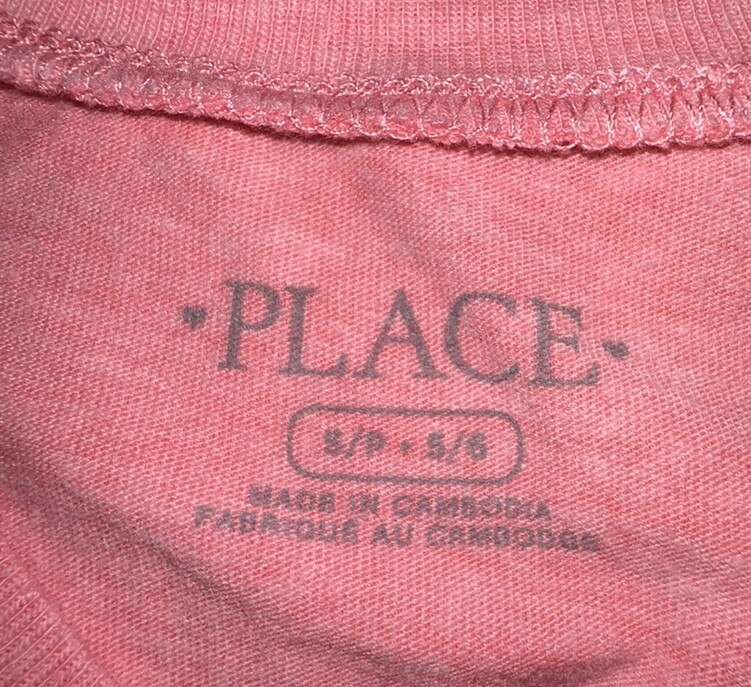 ♥PLACE♥
S/P • 5/6
MADE IN CAMBODIA
FABRIQUÉ AU CAMBODGE